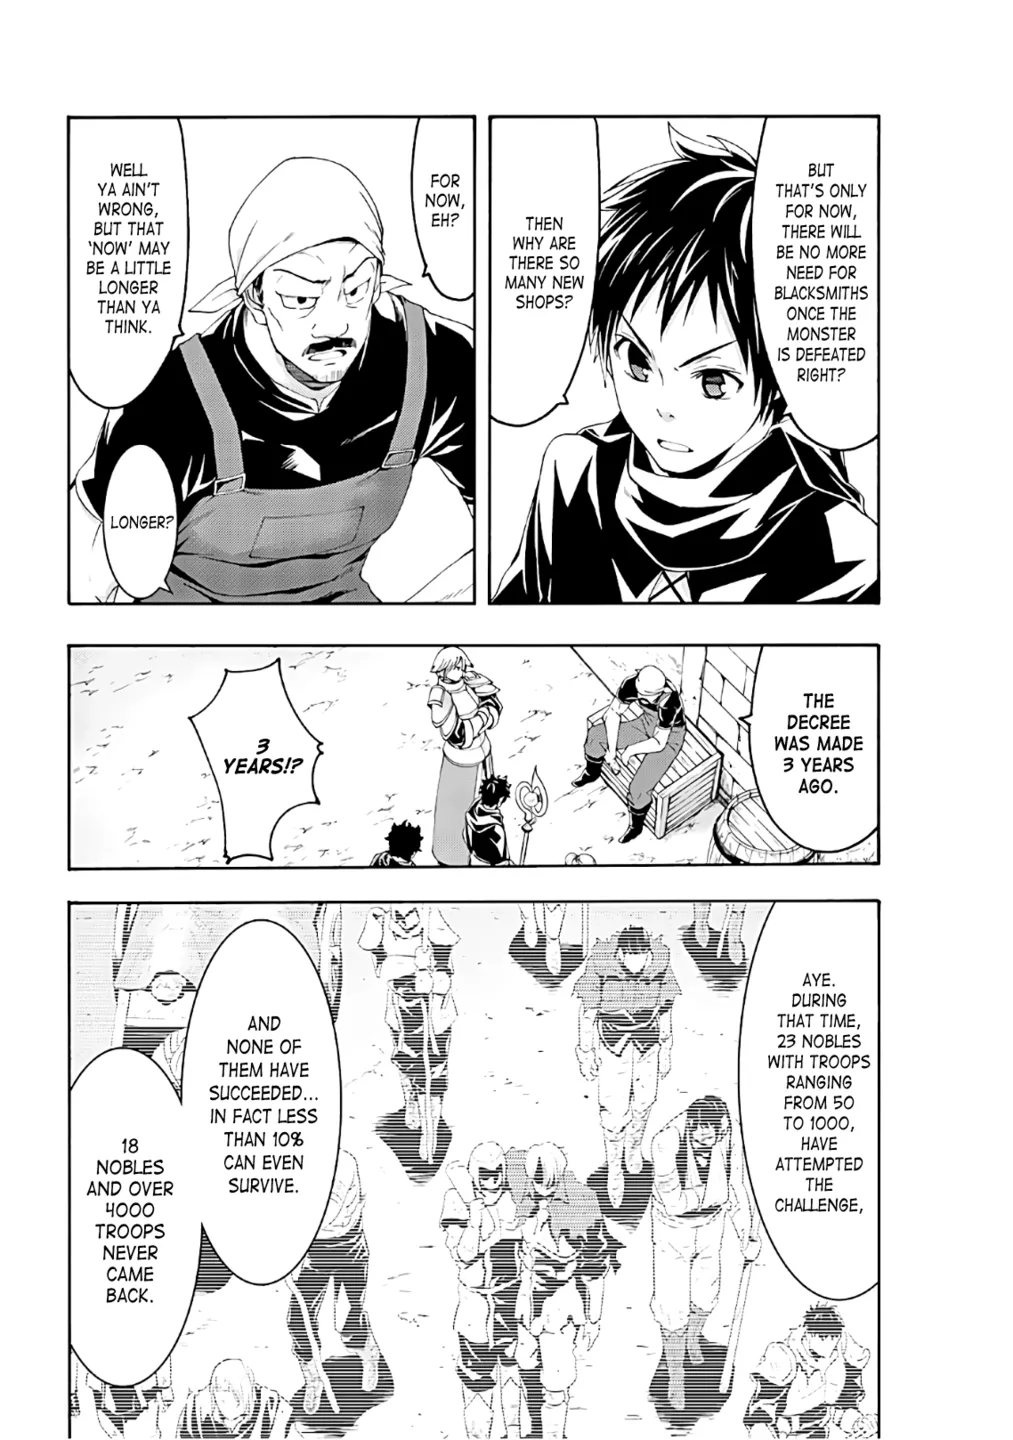 BUT
THAT'S ONLY
FOR NOW,
THERE WILL
BE NO MORE
NEED FOR
BLACKSMITHS
ONCE THE
MONSTER
IS DEFEATED
RIGHT?
THEN
WHY ARE
THERE SO
MANY NEW
SHOPS?
FOR
NOW,
EH?
WELL
YA AIN'T
WRONG,
BUT THAT
'NOW' MAY
BE A LITTLE
LONGER
THAN YA
THINK.
LONGER?
THE
DECREE
WAS MADE
3 YEARS
AGO.
3
YEARS!?
AYE.
DURING
THAT TIME,
23 NOBLES
WITH TROOPS
RANGING
FROM 50
TO 1000,
HAVE
ATTEMPTED
THE
CHALLENGE,
AND
NONE OF
THEM HAVE
SUCCEEDED...
IN FACT LESS
THAN 10%
CAN EVEN
SURVIVE.
18
NOBLES
AND OVER
4000
TROOPS
NEVER
CAME
BACK.